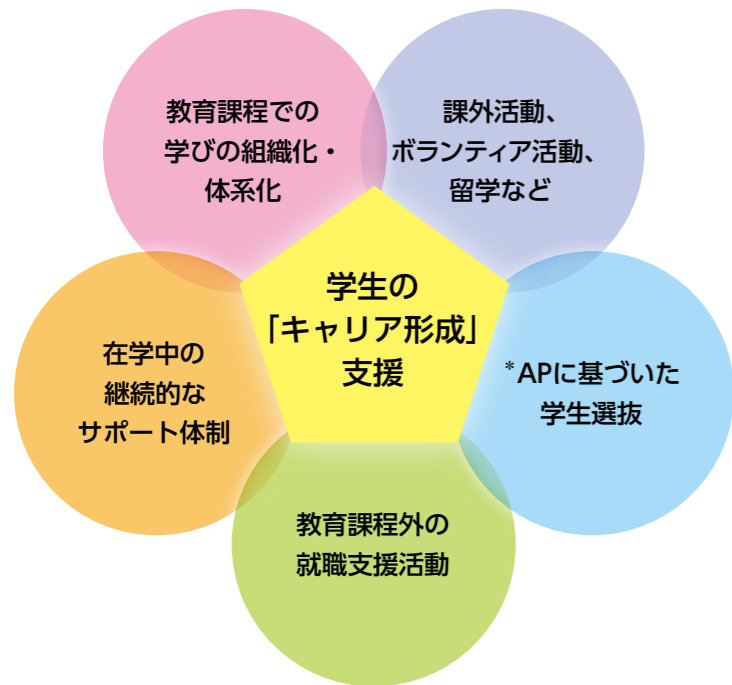 教育課程での
学びの組織化・
体系化
課外活動、
ボランティア活動、
留学など
学生の
「キャリア形成」
支援
在学中の
継続的な
サポート体制
*APに基づいた
学生選抜
教育課程外の
就職支援活動